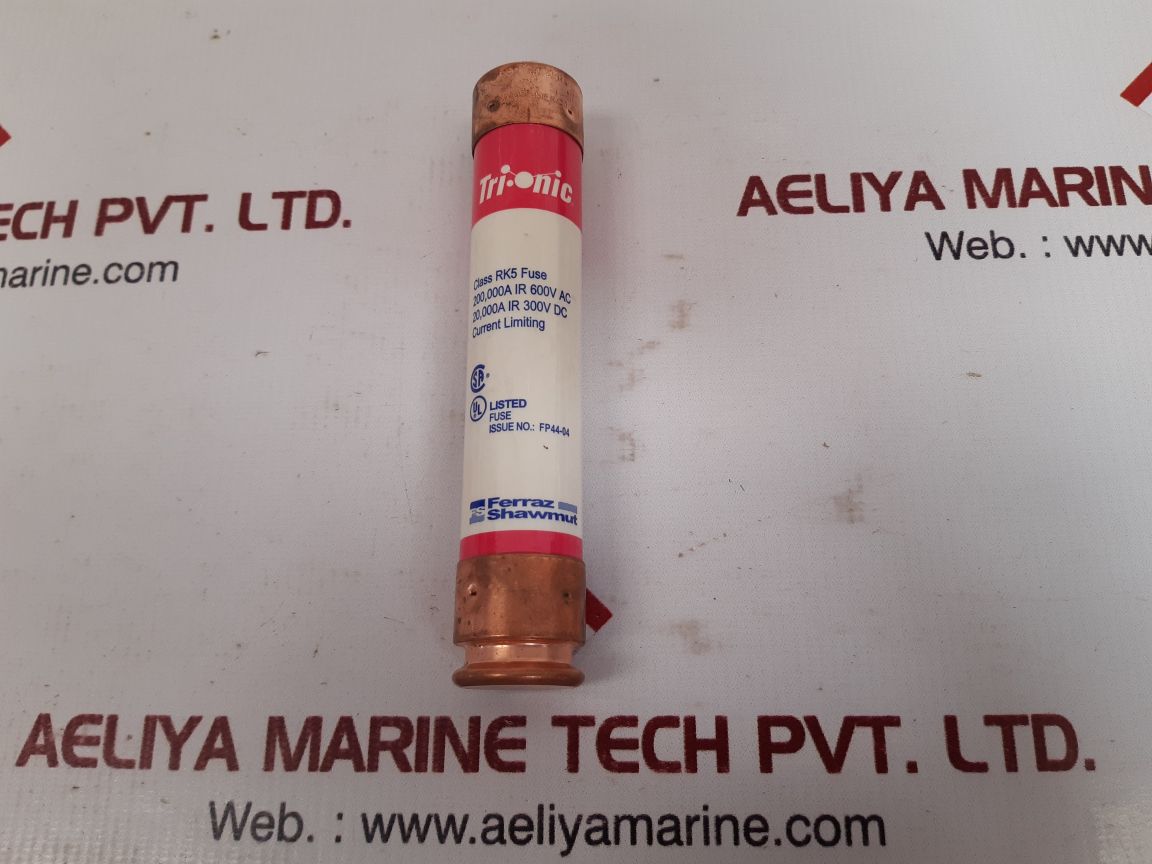 Tri-onic
Class RK5 Fuse
200,000A IR 600V AC
20,000A IR 300V DC
Current Limiting
SA
UL LISTED
FUSE
ISSUE NO.: FP44-04
Ferraz
Shawmut
ECH PVT. LTD.
arine.com
AELIYA MARIN
Web. : www
AELIYA MARINE TECH PVT. LTD.
Web. : www.aeliyamarine.com